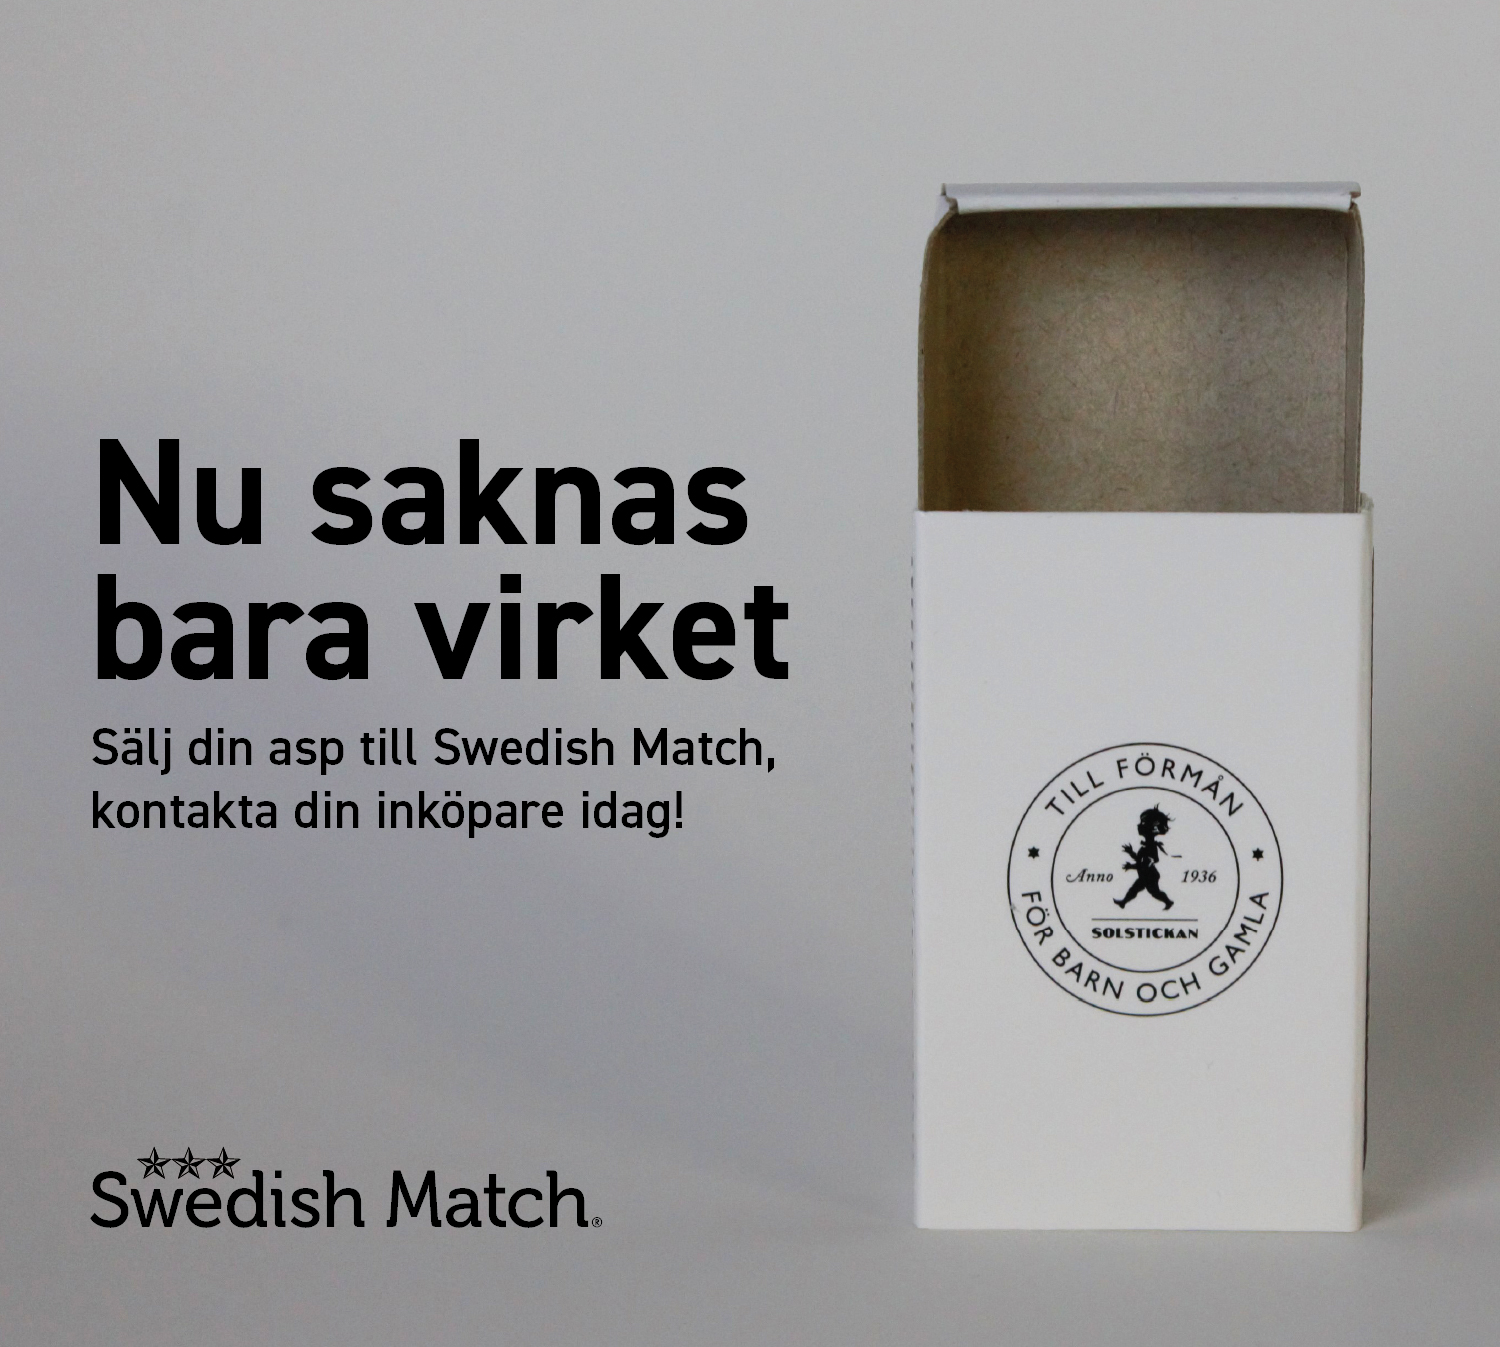 Nu saknas
bara virket
Sälj din asp till Swedish Match,
kontakta din inköpare idag!
TILL FÖRMÅN
Anno 1936
SOLSTICKAN
FÖR BARN OCH GAMLA
Swedish Match®